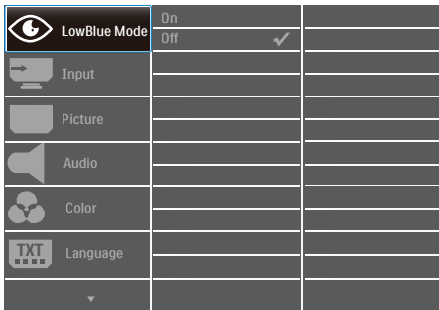 LowBlue Mode
On
Off
Input
Picture
Audio
Color
TXT
Language